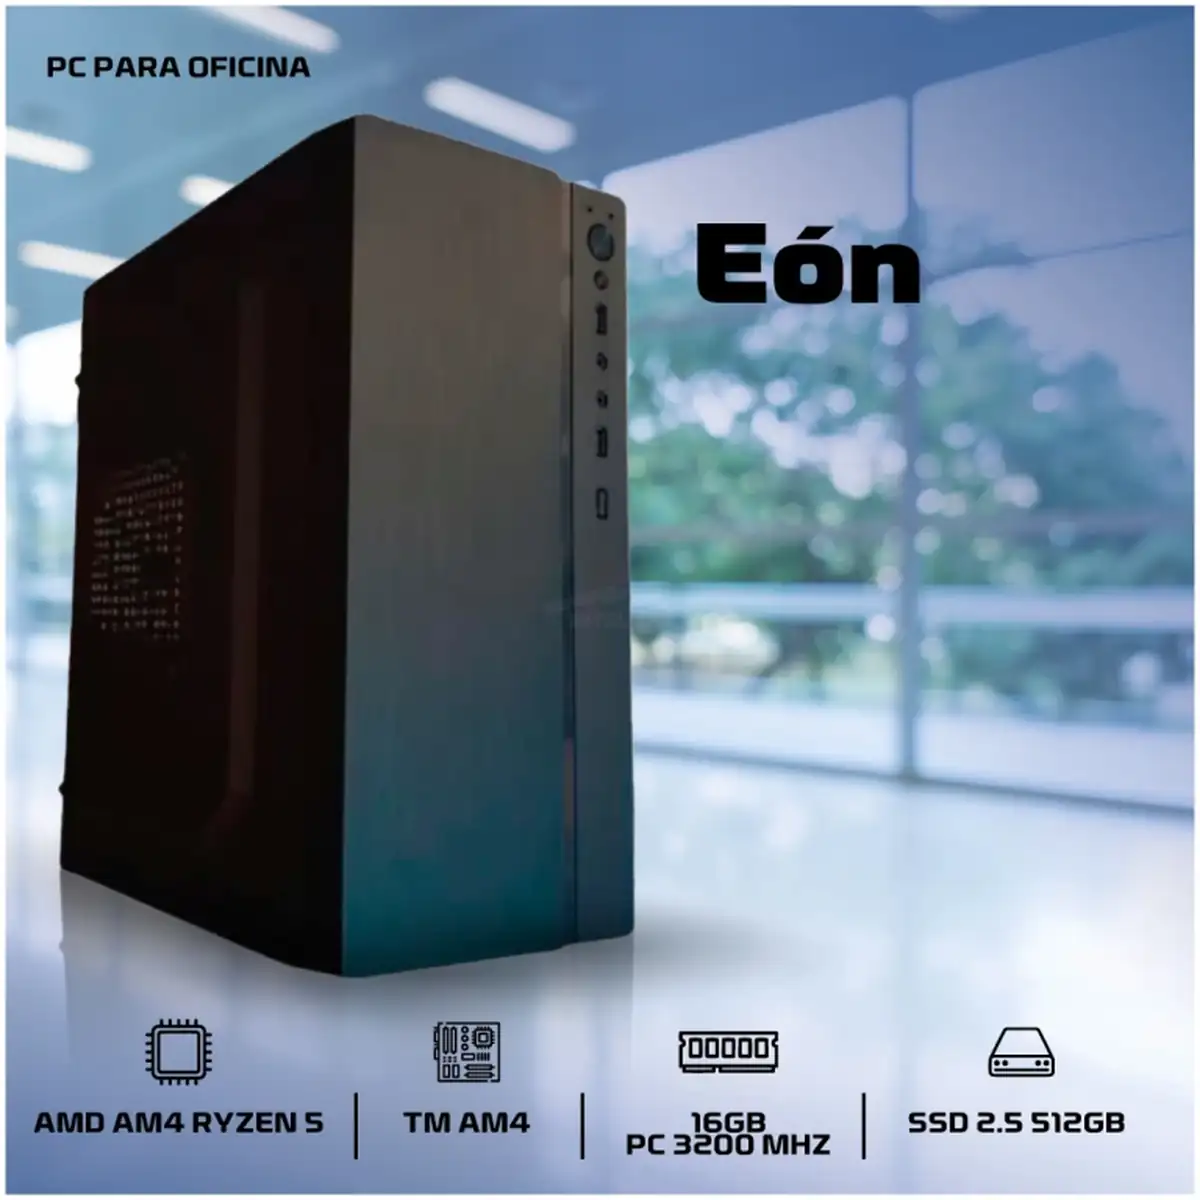 PC PARA OFICINA
Eón
AMD AM4 RYZEN 5
TM AM4
16GB
PC 3200 MHZ
SSD 2.5 512GB